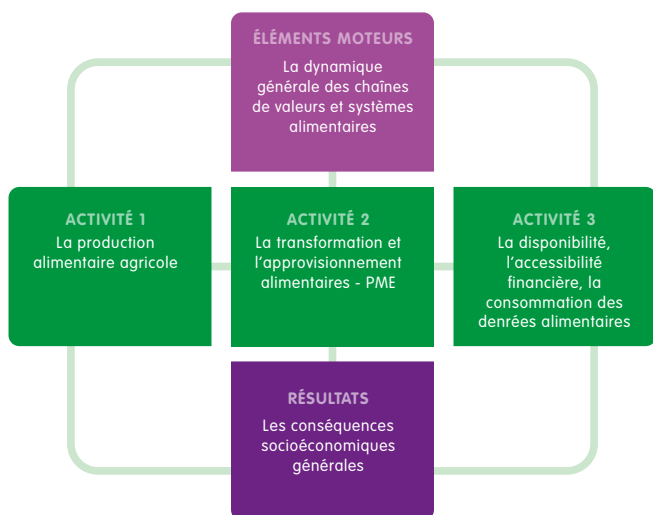 ÉLÉMENTS MOTEURS
La dynamique
générale des chaînes
de valeurs et systèmes
alimentaires
ACTIVITÉ 1
La production
alimentaire agricole
ACTIVITÉ 2
La transformation et
l'approvisionnement
alimentaires - PME
ACTIVITÉ 3
La disponibilité,
l'accessibilité
financière, la
consommation des
denrées alimentaires
RÉSULTATS
Les conséquences
socioéconomiques
générales